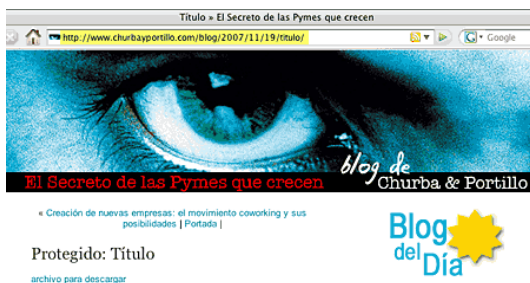 Título » El Secreto de las Pymes que crecen
http://www.churbayportillo.com/blog/2007/11/19/titulo/
G Google
blog de
El Secreto de las Pymes que crecen Churba & Portillo
« Creación de nuevas empresas: el movimiento coworking y sus
posibilidades | Portada |
Blog
del
Día
Protegido: Título
archivo para descargar